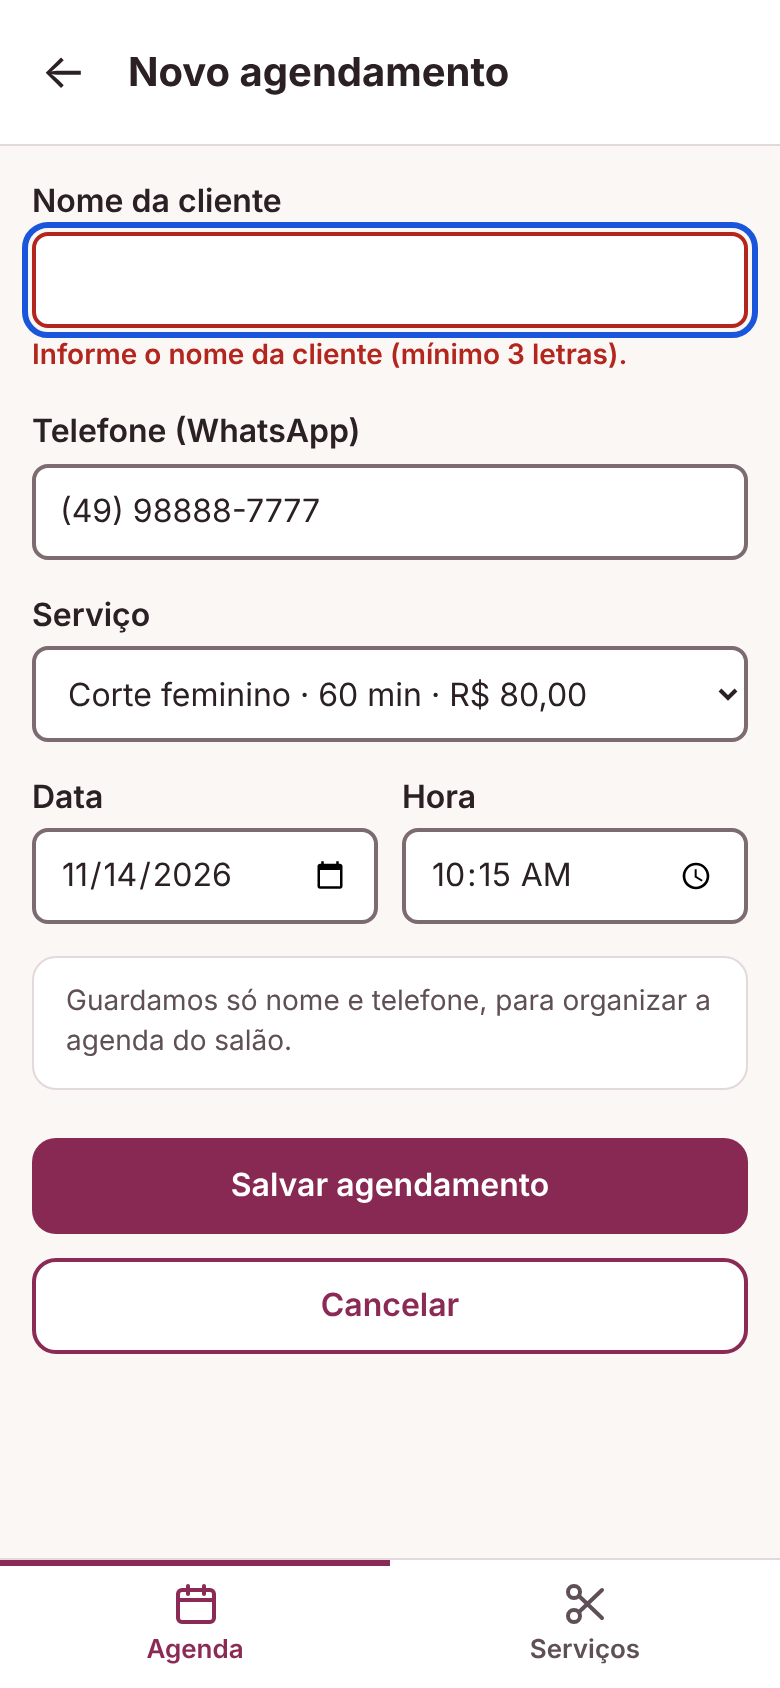 Novo agendamento
Nome da cliente
Informe o nome da cliente (mínimo 3 letras).
Telefone (WhatsApp)
(49) 98888-7777
Serviço
Corte feminino · 60 min · R$ 80,00
Data
Hora
11/14/2026
10:15 AM
Guardamos só nome e telefone, para organizar a
agenda do salão.
Salvar agendamento
Cancelar
Agenda
Serviços